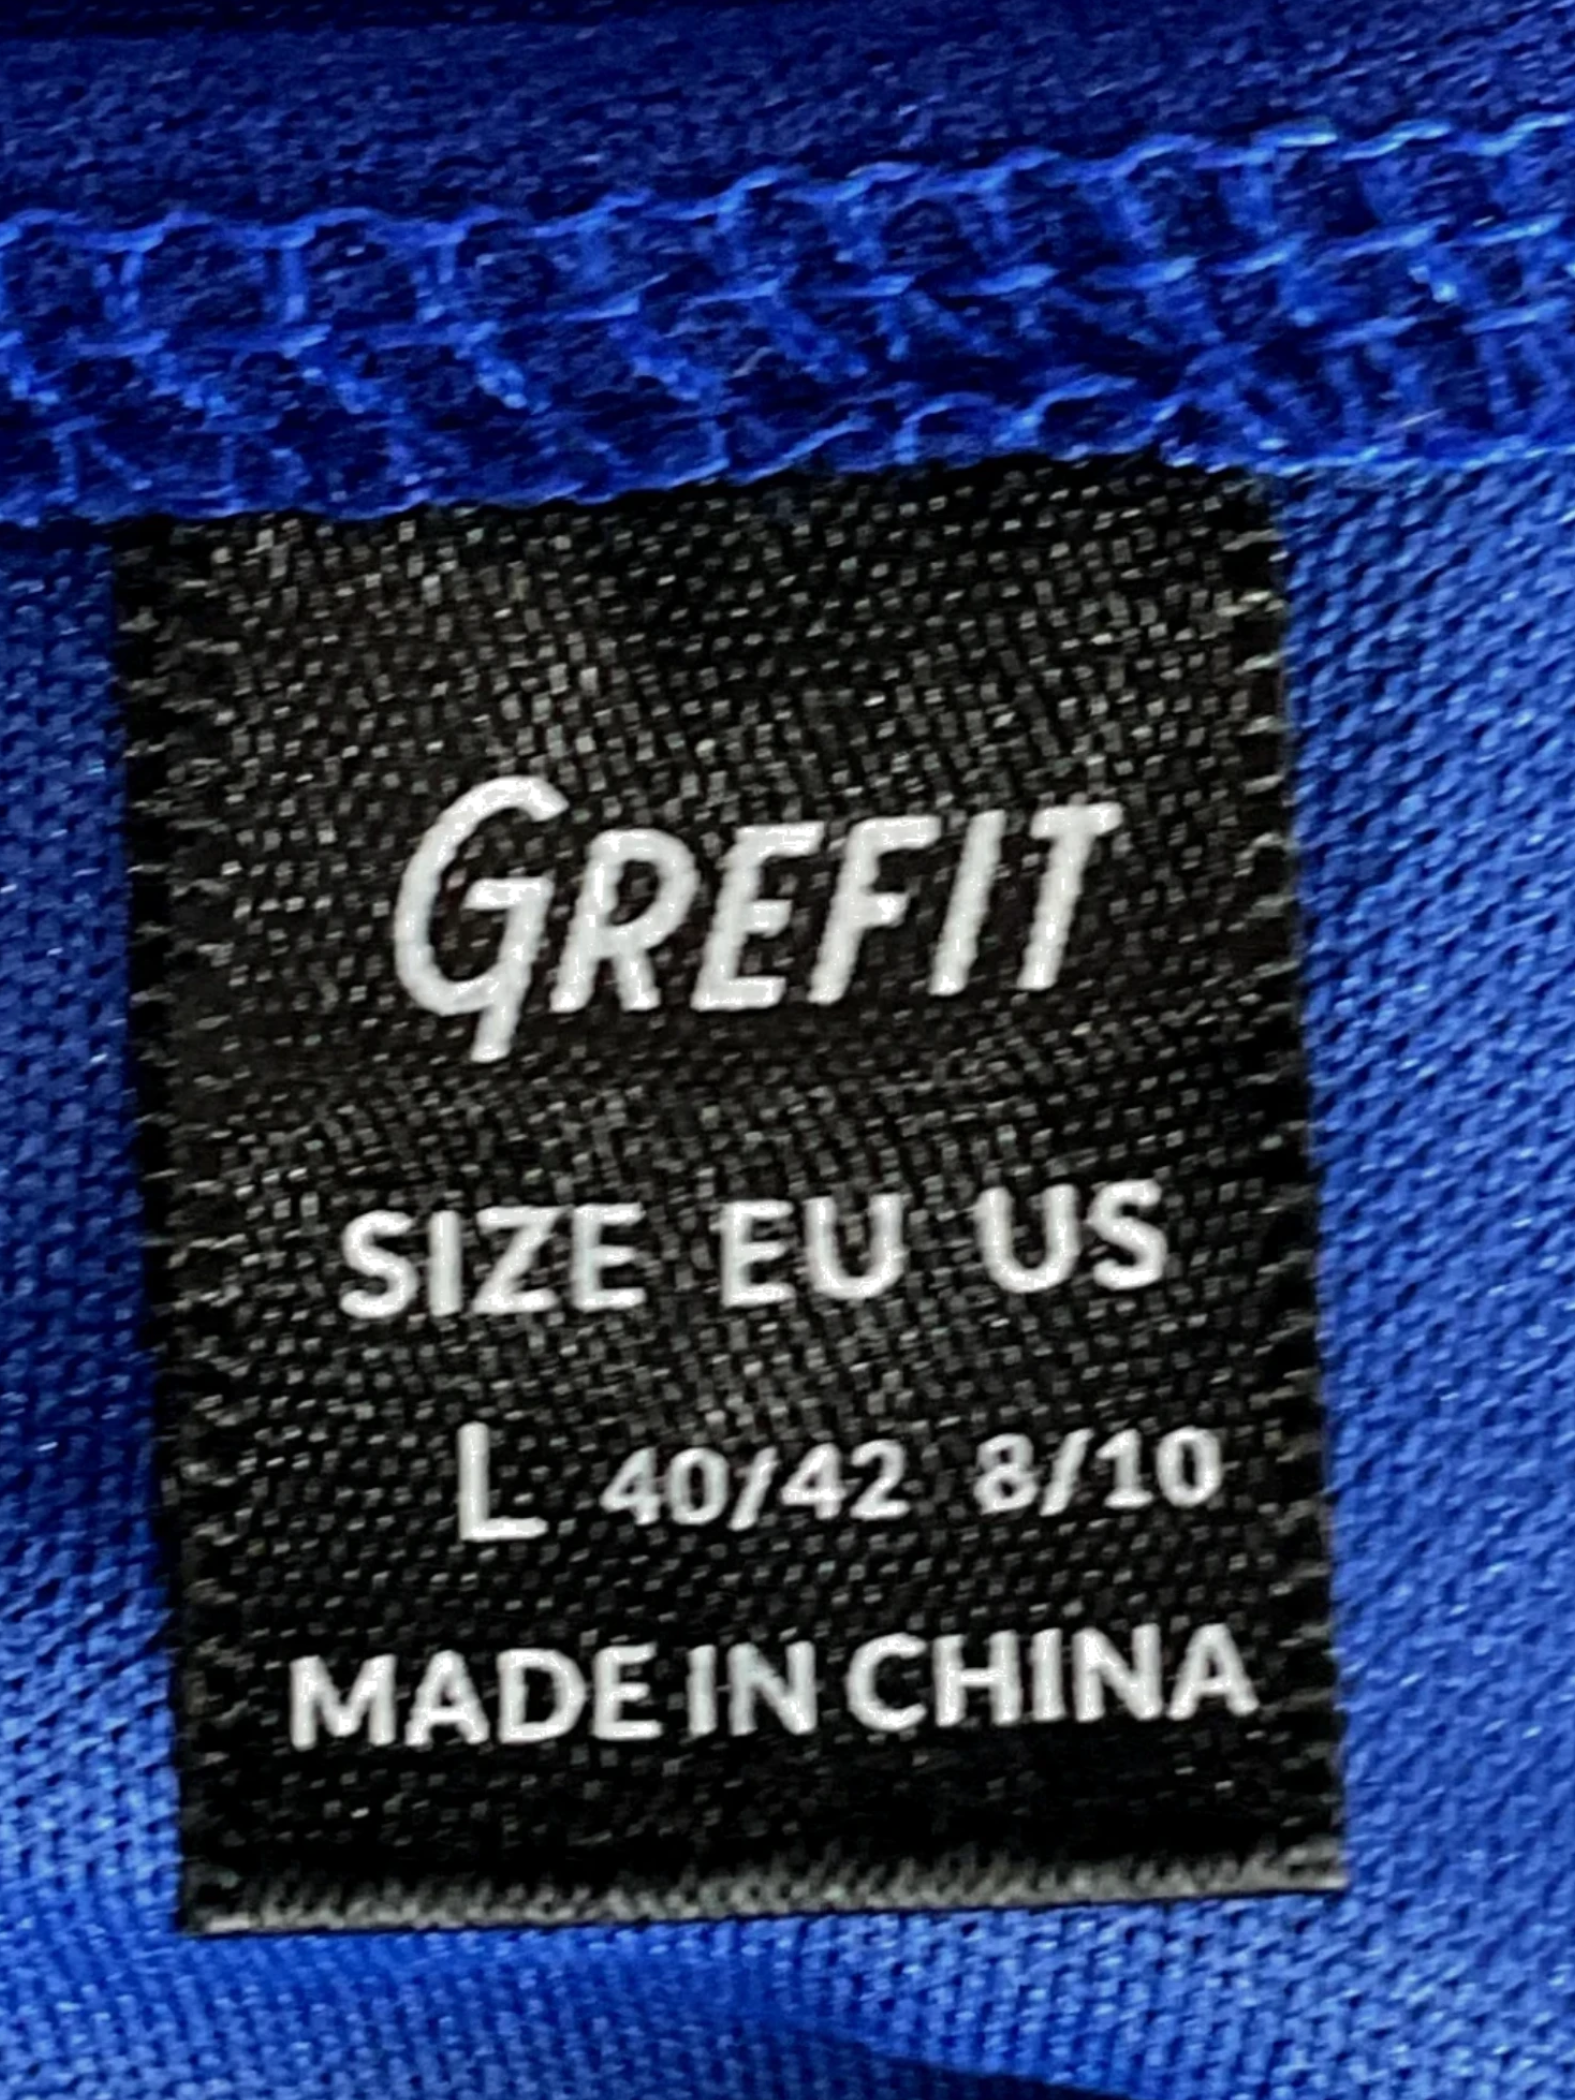 GREFIT
SIZE EU US
L 40/42 8/10
MADE IN CHINA